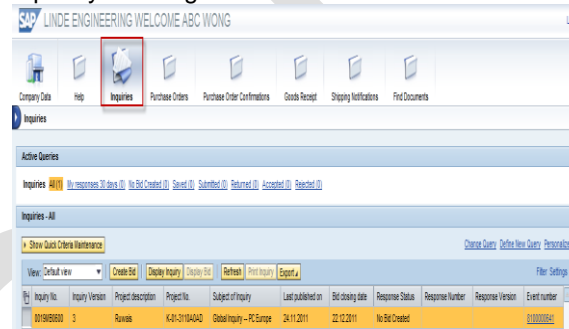 SAP LINDE ENGINEERING WELCOME ABC WONG
Company Data Help Inquiries Purchase Orders Purchase Order Confirmations Goods Receipt Shipping Notifications Find Documents
Inquiries
Active Queries
Inquiries All (1) My responses 30 days (0) No Bid Created (0) Saved (0) Submitted (0) Returned (0) Accepted (0) Rejected (0)
Inquiries - All
Show Quick Criteria Maintenance Change Query Define New Query Personalize
View: Default view Create Bid Display Inquiry Display Bid Refresh Print Inquiry Export Filter Settings
Inquiry No. Inquiry Version Project description Project No. Subject of Inquiry Last published on Bid closing date Response Status Response Number Response Version Event number
0019M50600 3 Ruwais K-01-3110A0AD Global Inquiry – PC Europe 24.11.2011 22.12.2011 No Bid Created 8100000641